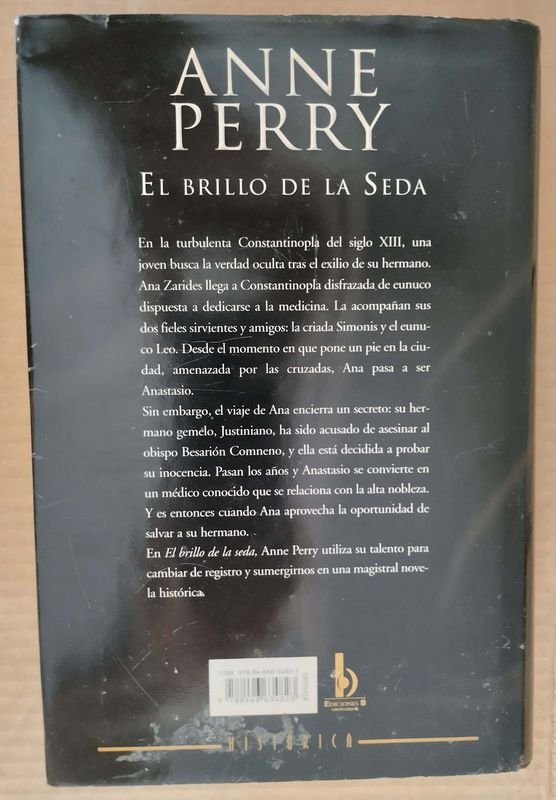 ANNE
PERRY
EL BRILLO DE LA SEDA
En la turbulenta Constantinopla del siglo XIII, una
joven busca la verdad oculta tras el exilio de su hermano.
Ana Zarides llega a Constantinopla disfrazada de eunuco
dispuesta a dedicarse a la medicina. La acompañan sus
dos fieles sirvientes y amigos: la criada Simonis y el eunu-
co Leo. Desde el momento en que pone un pie en la ciu-
dad, amenazada por las cruzadas, Ana pasa a ser
Anastasio.
Sin embargo, el viaje de Ana encierra un secreto: su her-
mano gemelo, Justiniano, ha sido acusado de asesinar al
obispo Besarión Comneno, y ella está decidida a probar
su inocencia. Pasan los años y Anastasio se convierte en
un médico conocido que se relaciona con la alta nobleza.
Y es entonces cuando Ana aprovecha la oportunidad de
salvar a su hermano.
En El brillo de la seda, Anne Perry utiliza su talento para
cambiar de registro y sumergirnos en una magistral nove-
la histórica.
EDICIONES B
HISTÓRICA